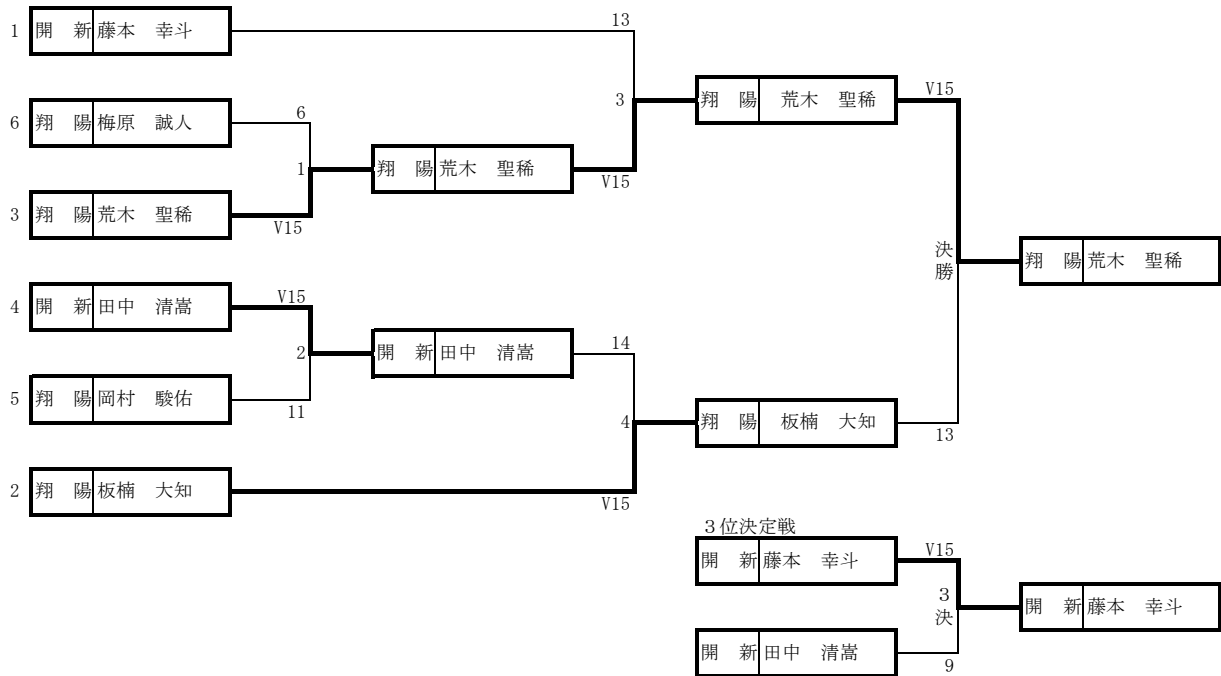 1 開　新 藤本　幸斗 13
6 翔　陽 梅原　誠人 6
1
3 翔　陽 荒木　聖稀 V15
翔　陽 荒木　聖稀 V15
3
翔　陽 荒木　聖稀 V15
4 開　新 田中　清嵩 V15
2
5 翔　陽 岡村　駿佑 11
開　新 田中　清嵩 14
4
2 翔　陽 板楠　大知 V15
翔　陽 板楠　大知 13
決勝
翔　陽 荒木　聖稀
３位決定戦
開　新 藤本　幸斗 V15
３決
開　新 田中　清嵩 9
開　新 藤本　幸斗